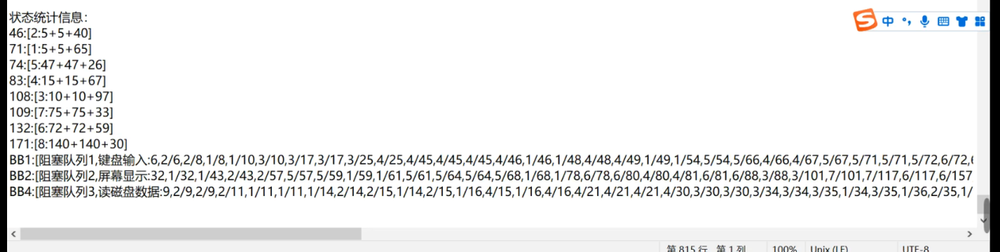 状态统计信息：
46:[2:5+5+40]
71:[1:5+5+65]
74:[5:47+47+26]
83:[4:15+15+67]
108:[3:10+10+97]
109:[7:75+75+33]
132:[6:72+72+59]
171:[8:140+140+30]
BB1:[阻塞队列1,键盘输入:6,2/6,2/8,1/8,1/10,3/10,3/17,3/17,3/25,4/25,4/45,4/45,4/45,4/46,1/46,1/48,4/48,4/49,1/49,1/54,5/54,5/66,4/66,4/67,5/67,5/71,5/71,5/72,6/72,
BB2:[阻塞队列2,屏幕显示:32,1/32,1/43,2/43,2/57,5/57,5/59,1/59,1/61,5/61,5/64,5/64,5/68,1/68,1/78,6/78,6/80,4/80,4/81,6/81,6/88,3/88,3/101,7/101,7/117,6/117,6/157
BB4:[阻塞队列3,读磁盘数据:9,2/9,2/9,2/11,1/11,1/11,1/14,2/14,2/15,1/14,2/15,1/16,4/15,1/16,4/16,4/21,4/21,4/21,4/30,3/30,3/30,3/34,3/34,3/35,1/34,3/35,1/36,2/35,1/
中
第 815 行，第 1 列
100%
Unix (LF)
UTF-8